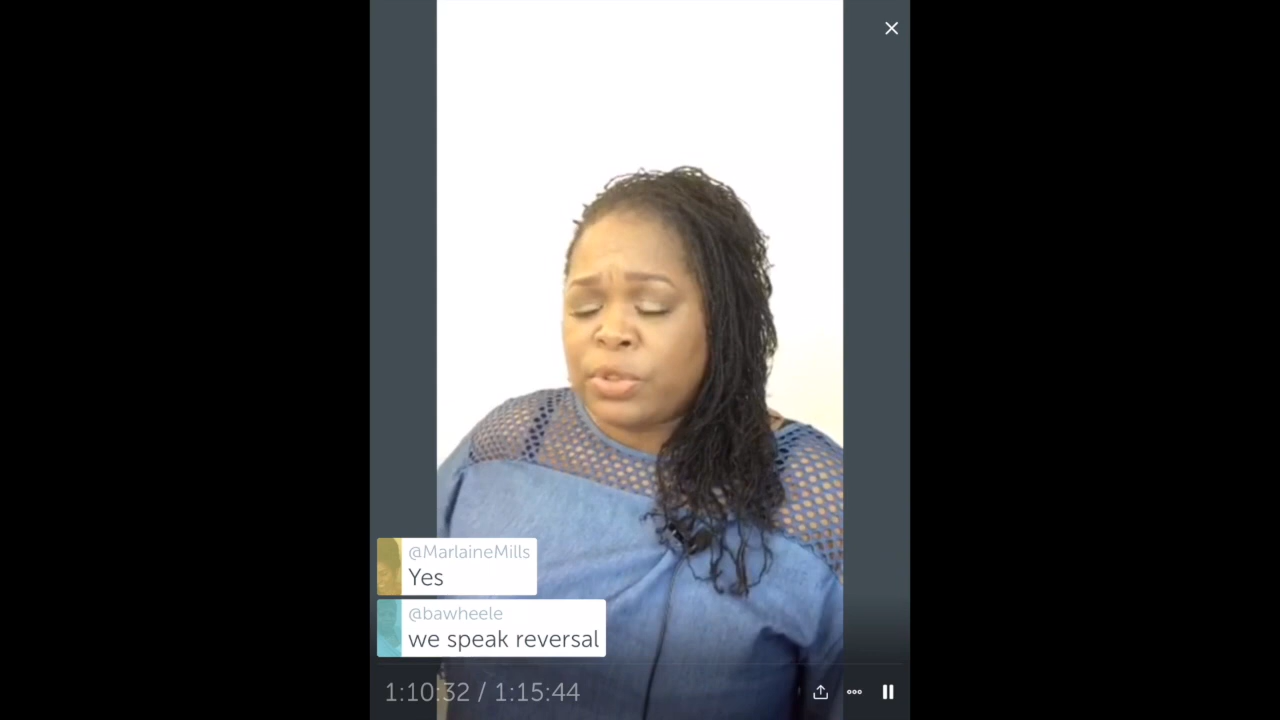 @MarlaineMills
Yes
@bawheele
we speak reversal
1:10:32 / 1:15:44